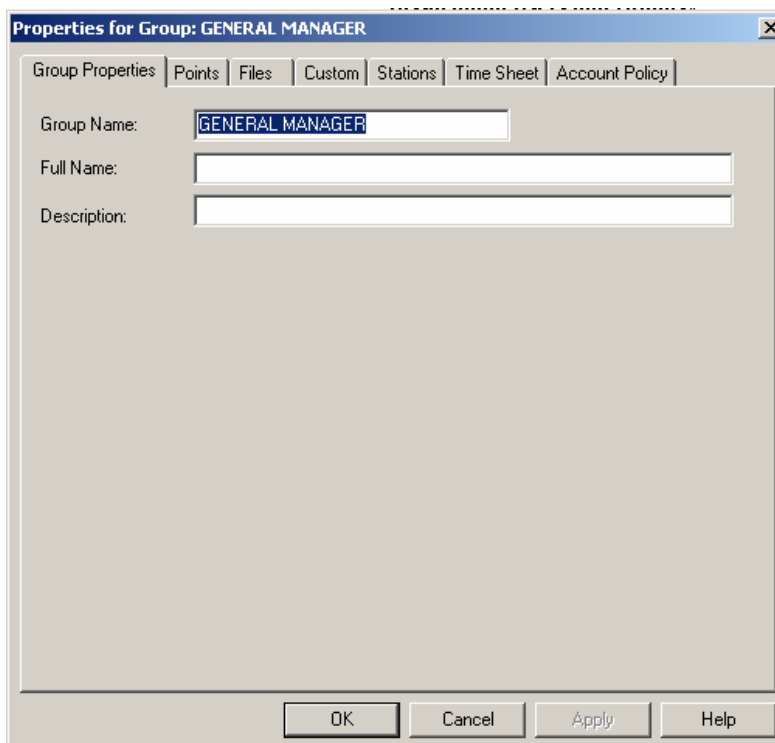 Properties for Group: GENERAL MANAGER
Group Properties Points Files Custom Stations Time Sheet Account Policy
Group Name: GENERAL MANAGER
Full Name:
Description:
OK Cancel Apply Help